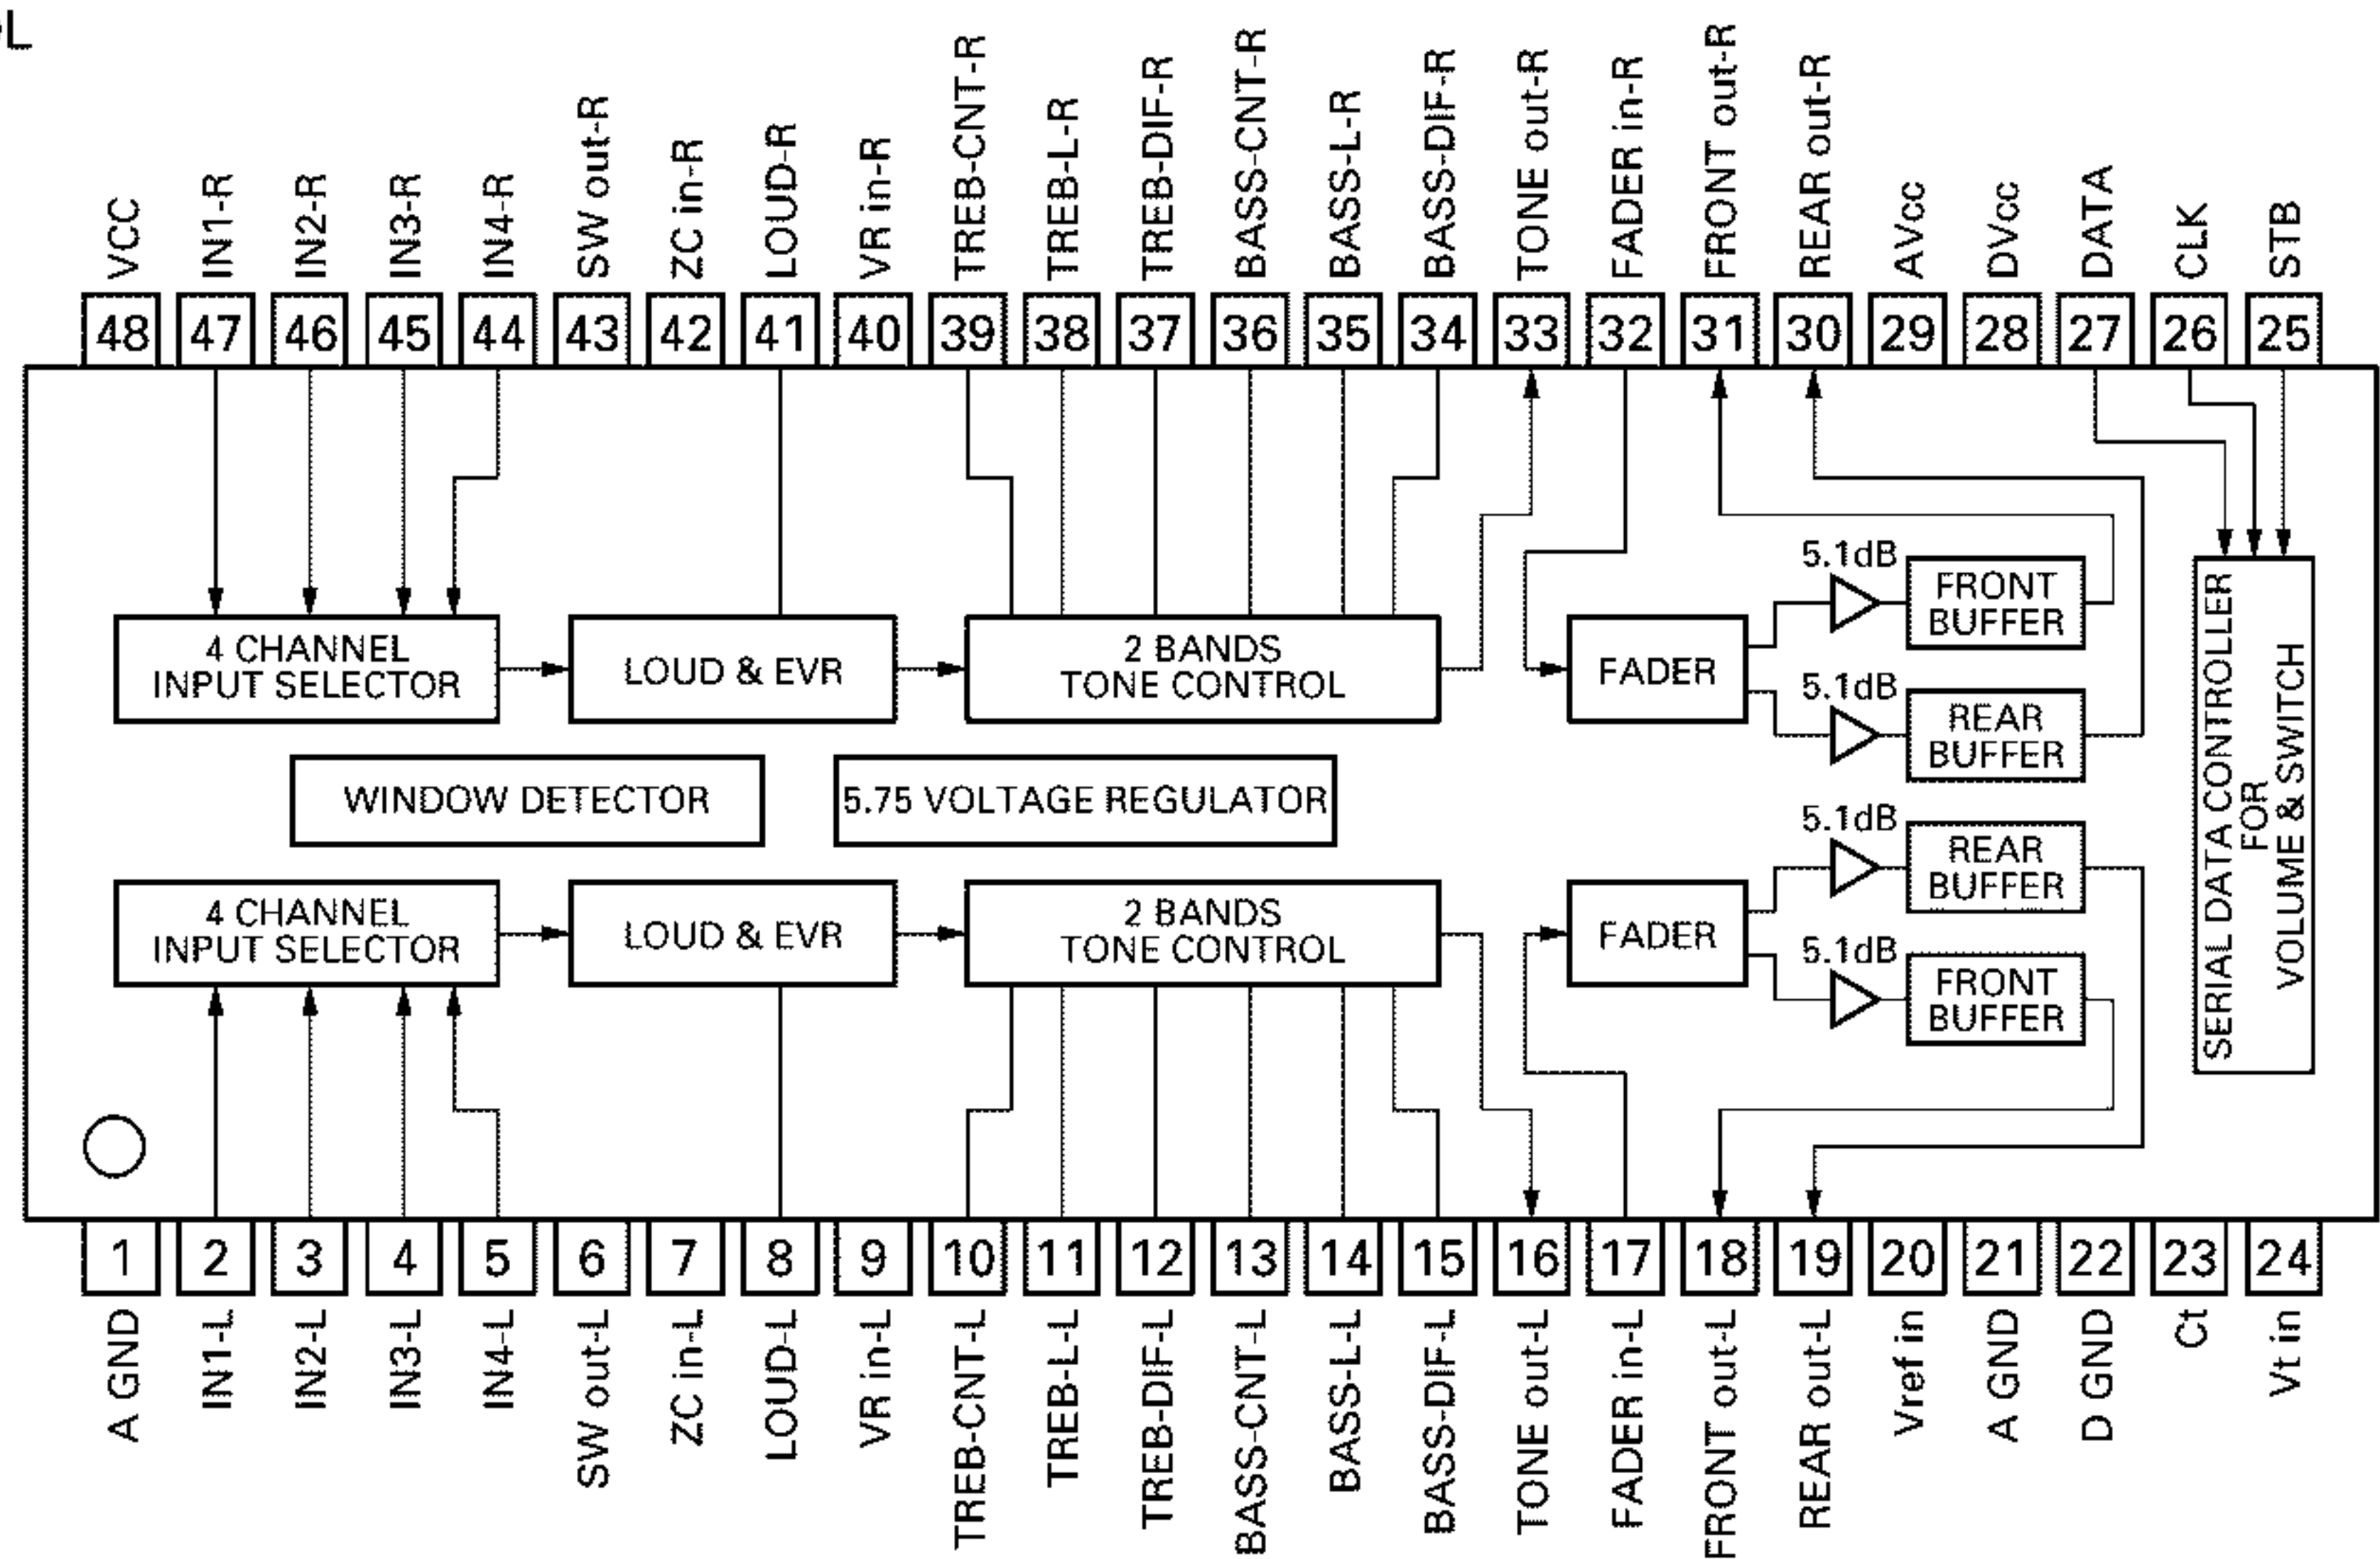 L
VCC
IN1-R
IN2-R
IN3-R
IN4-R
SW out-R
ZC in-R
LOUD-R
VR in-R
TREB-CNT-R
TREB-L-R
TREB-DIF-R
BASS-CNT-R
BASS-L-R
BASS-DIF-R
TONE out-R
FADER in-R
FRONT out-R
REAR out-R
AVcc
DVcc
DATA
CLK
STB
48 47 46 45 44 43 42 41 40 39 38 37 36 35 34 33 32 31 30 29 28 27 26 25
4 CHANNEL
INPUT SELECTOR
LOUD & EVR
2 BANDS
TONE CONTROL
FADER
5.1dB
FRONT
BUFFER
5.1dB
REAR
BUFFER
WINDOW DETECTOR
5.75 VOLTAGE REGULATOR
4 CHANNEL
INPUT SELECTOR
LOUD & EVR
2 BANDS
TONE CONTROL
FADER
5.1dB
REAR
BUFFER
5.1dB
FRONT
BUFFER
SERIAL DATA CONTROLLER
FOR
VOLUME & SWITCH
1 2 3 4 5 6 7 8 9 10 11 12 13 14 15 16 17 18 19 20 21 22 23 24
A GND
IN1-L
IN2-L
IN3-L
IN4-L
SW out-L
ZC in-L
LOUD-L
VR in-L
TREB-CNT-L
TREB-L-L
TREB-DIF-L
BASS-CNT-L
BASS-L-L
BASS-DIF-L
TONE out-L
FADER in-L
FRONT out-L
REAR out-L
Vref in
A GND
D GND
Ct
Vt in